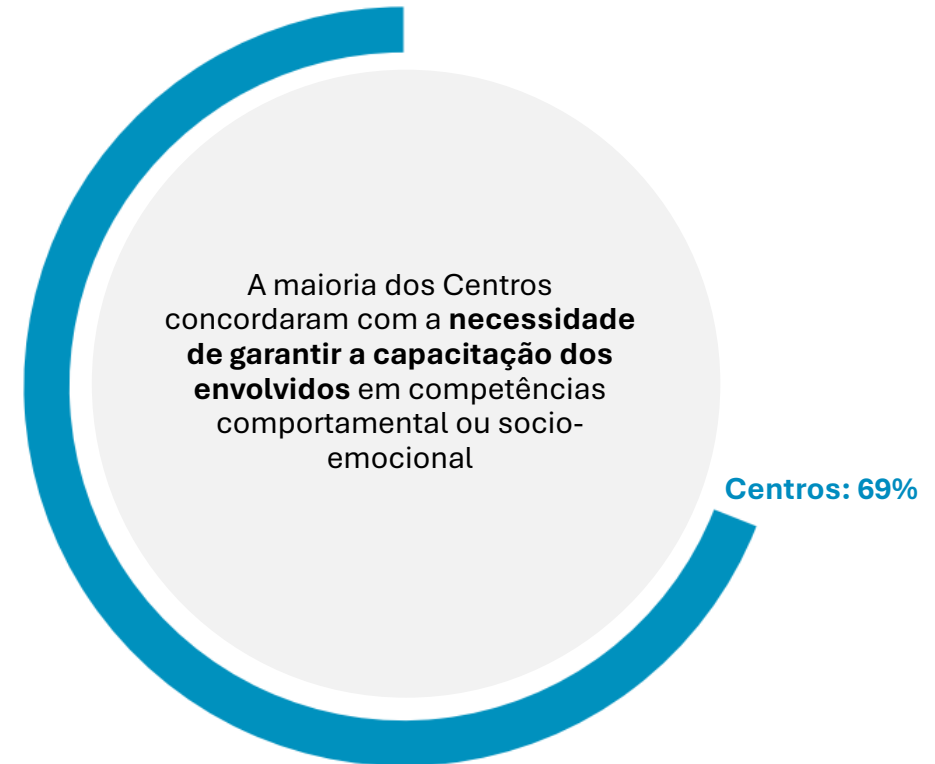 A maioria dos Centros
concordaram com a necessidade
de garantir a capacitação dos
envolvidos em competências
comportamental ou socio-
emocional
Centros: 69%